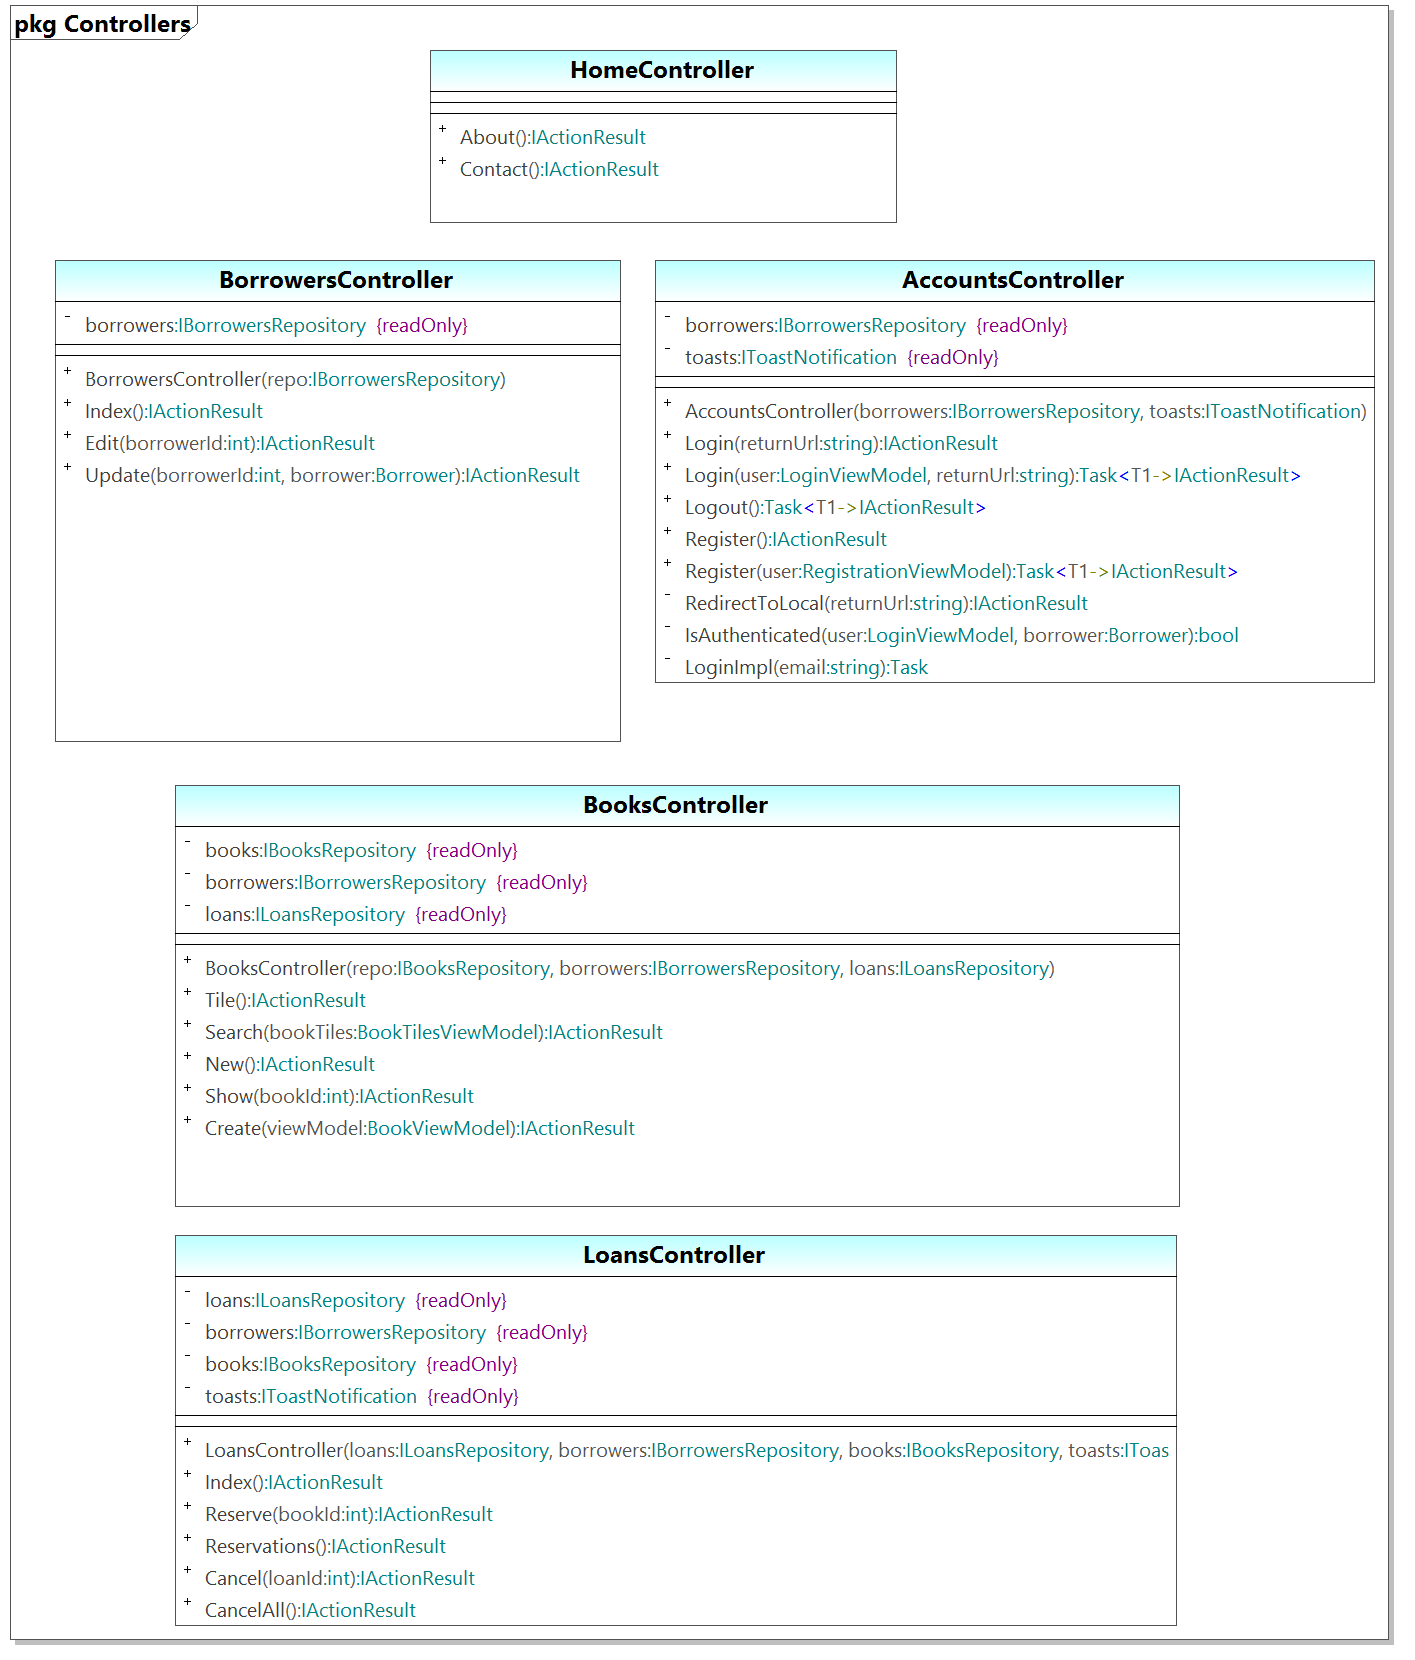 pkg Controllers
HomeController
+ About():IActionResult
+ Contact():IActionResult
BorrowersController
- borrowers:IBorrowersRepository {readOnly}
+ BorrowersController(repo:IBorrowersRepository)
+ Index():IActionResult
+ Edit(borrowerId:int):IActionResult
+ Update(borrowerId:int, borrower:Borrower):IActionResult
AccountsController
- borrowers:IBorrowersRepository {readOnly}
- toasts:IToastNotification {readOnly}
+ AccountsController(borrowers:IBorrowersRepository, toasts:IToastNotification)
+ Login(returnUrl:string):IActionResult
+ Login(user:LoginViewModel, returnUrl:string):Task<T1->IActionResult>
+ Logout():Task<T1->IActionResult>
+ Register():IActionResult
+ Register(user:RegistrationViewModel):Task<T1->IActionResult>
- RedirectToLocal(returnUrl:string):IActionResult
- IsAuthenticated(user:LoginViewModel, borrower:Borrower):bool
- LoginImpl(email:string):Task
BooksController
- books:IBooksRepository {readOnly}
- borrowers:IBorrowersRepository {readOnly}
- loans:ILoansRepository {readOnly}
+ BooksController(repo:IBooksRepository, borrowers:IBorrowersRepository, loans:ILoansRepository)
+ Tile():IActionResult
+ Search(bookTiles:BookTilesViewModel):IActionResult
+ New():IActionResult
+ Show(bookId:int):IActionResult
+ Create(viewModel:BookViewModel):IActionResult
LoansController
- loans:ILoansRepository {readOnly}
- borrowers:IBorrowersRepository {readOnly}
- books:IBooksRepository {readOnly}
- toasts:IToastNotification {readOnly}
+ LoansController(loans:ILoansRepository, borrowers:IBorrowersRepository, books:IBooksRepository, toasts:IToas
+ Index():IActionResult
+ Reserve(bookId:int):IActionResult
+ Reservations():IActionResult
+ Cancel(loanId:int):IActionResult
+ CancelAll():IActionResult